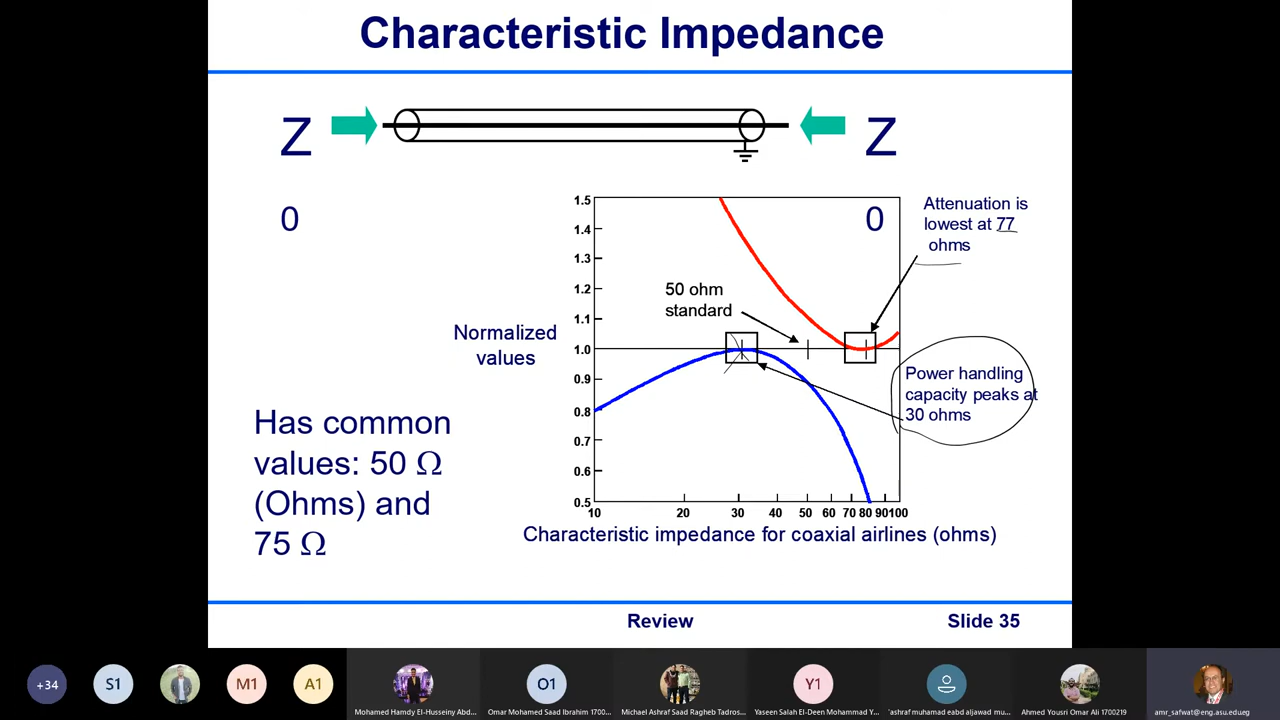 Characteristic Impedance
Z
0
Z
0
Attenuation is
lowest at 77
ohms
50 ohm
standard
Normalized
values
1.5
1.4
1.3
1.2
1.1
1.0
0.9
0.8
0.7
0.6
0.5
10 20 30 40 50 60 70 80 90100
Characteristic impedance for coaxial airlines (ohms)
Power handling
capacity peaks at
30 ohms
Has common
values: 50 Ω
(Ohms) and
75 Ω
Review
Slide 35
+34
S1
M1
A1
Mohamed Hamdy El-Husseiny Abd...
O1
Omar Mohamed Saad Ibrahim 1700...
Michael Ashraf Saad Ragheb Tadros...
Y1
Yaseen Salah El-Deen Mohammad Y...
'ashraf muhamad eabd aljawad mu...
Ahmed Yousri Omar Ali 1700219
amr_safwat@eng.asu.edueg